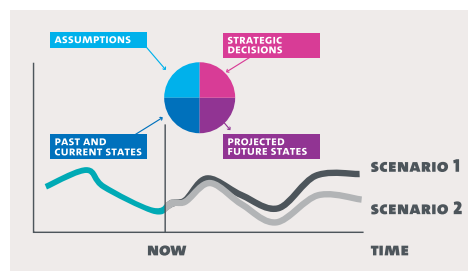 ASSUMPTIONS
STRATEGIC
DECISIONS
PAST AND
CURRENT STATES
PROJECTED
FUTURE STATES
SCENARIO 1
SCENARIO 2
NOW
TIME